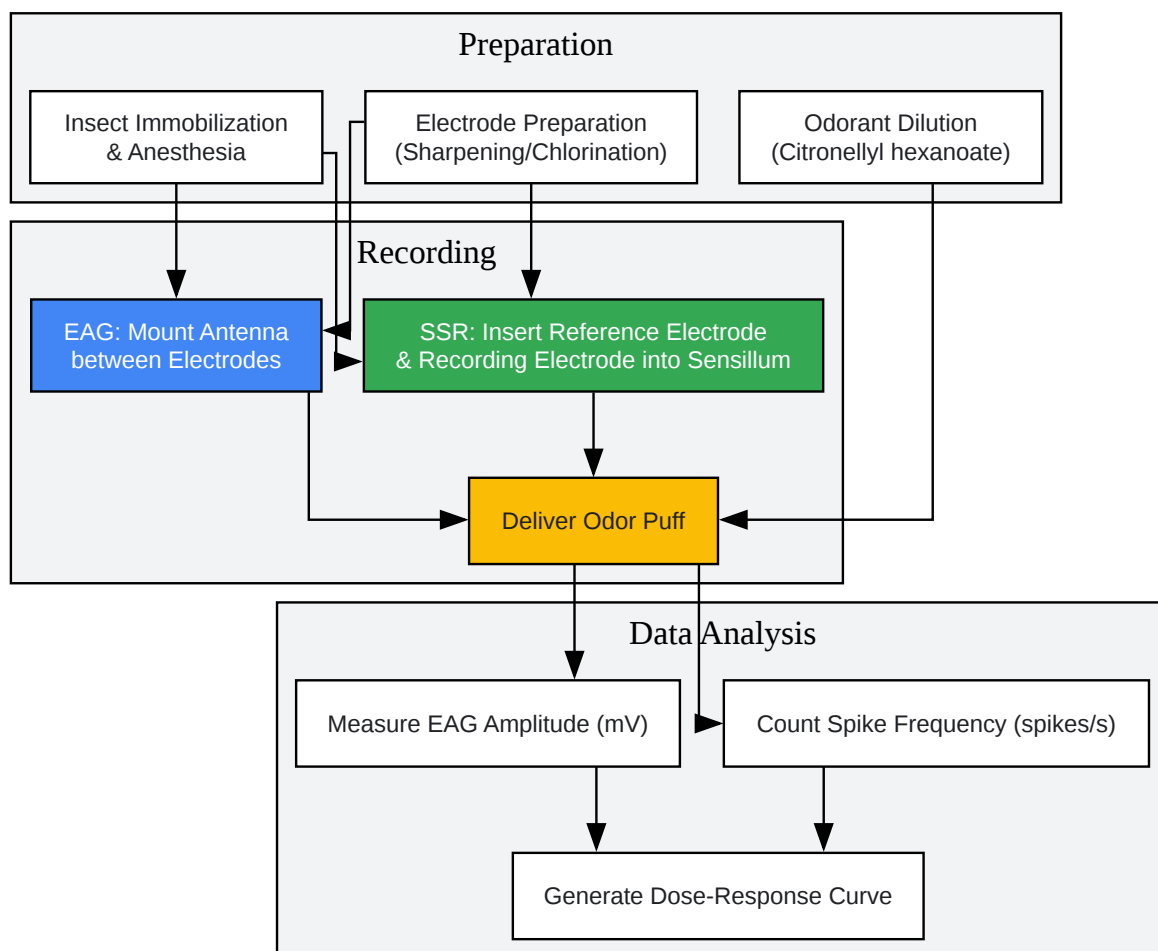 Preparation
Insect Immobilization
& Anesthesia
Electrode Preparation
(Sharpening/Chlorination)
Odorant Dilution
(Citronellyl hexanoate)
Recording
EAG: Mount Antenna
between Electrodes
SSR: Insert Reference Electrode
& Recording Electrode into Sensillum
Deliver Odor Puff
Data Analysis
Measure EAG Amplitude (mV)
Count Spike Frequency (spikes/s)
Generate Dose-Response Curve